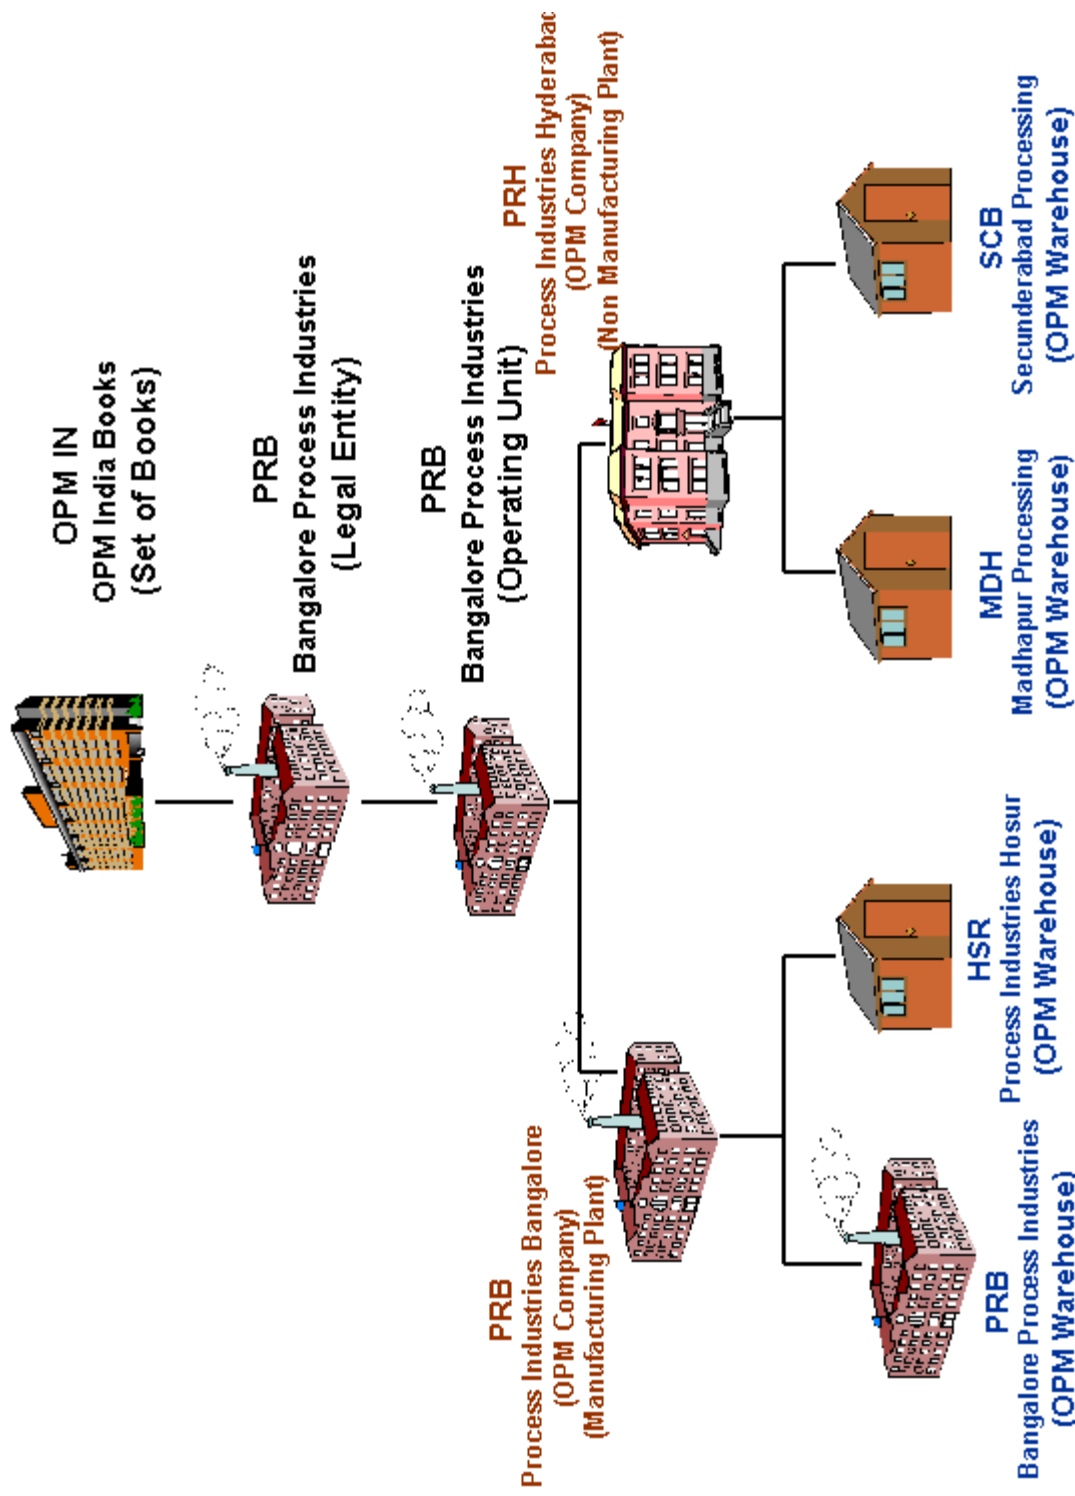 OPM IN
OPM India Books
(Set of Books)
PRB
Bangalore Process Industries
(Legal Entity)
PRB
Bangalore Process Industries
(Operating Unit)
PRB
Process Industries Bangalore
(OPM Company)
(Manufacturing Plant)
PRH
Process Industries Hyderabad
(OPM Company)
(Non Manufacturing Plant)
PRB
Bangalore Process Industries
(OPM Warehouse)
HSR
Process Industries Hosur
(OPM Warehouse)
MDH
Madhapur Processing
(OPM Warehouse)
SCB
Secunderabad Processing
(OPM Warehouse)